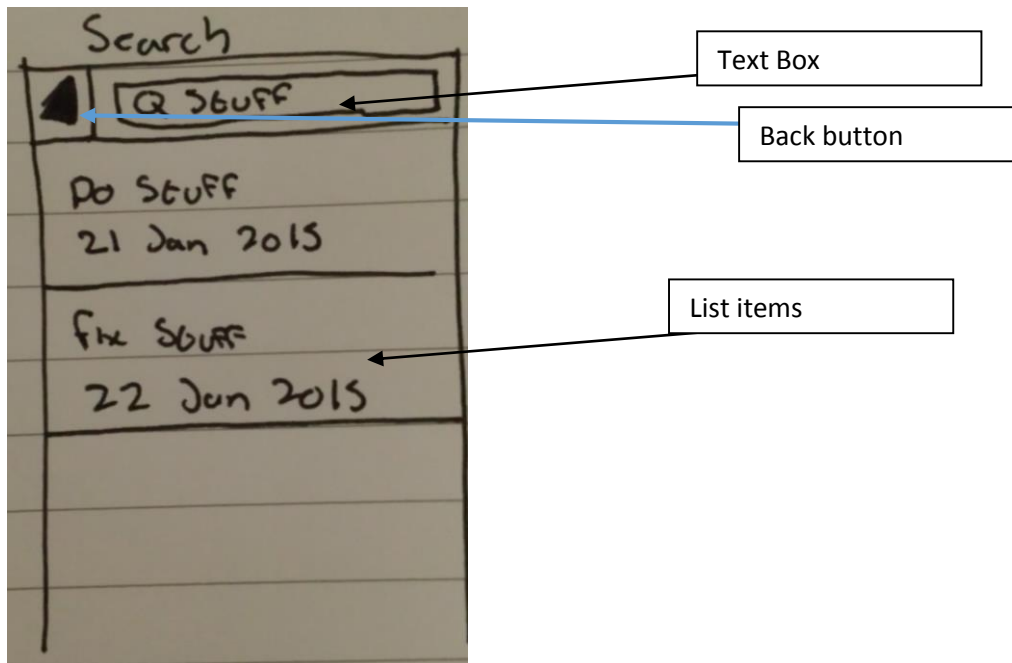 Search
Text Box
Q Stuff
Back button
Do Stuff
21 Jan 2015
List items
fix Stuff
22 Jan 2015